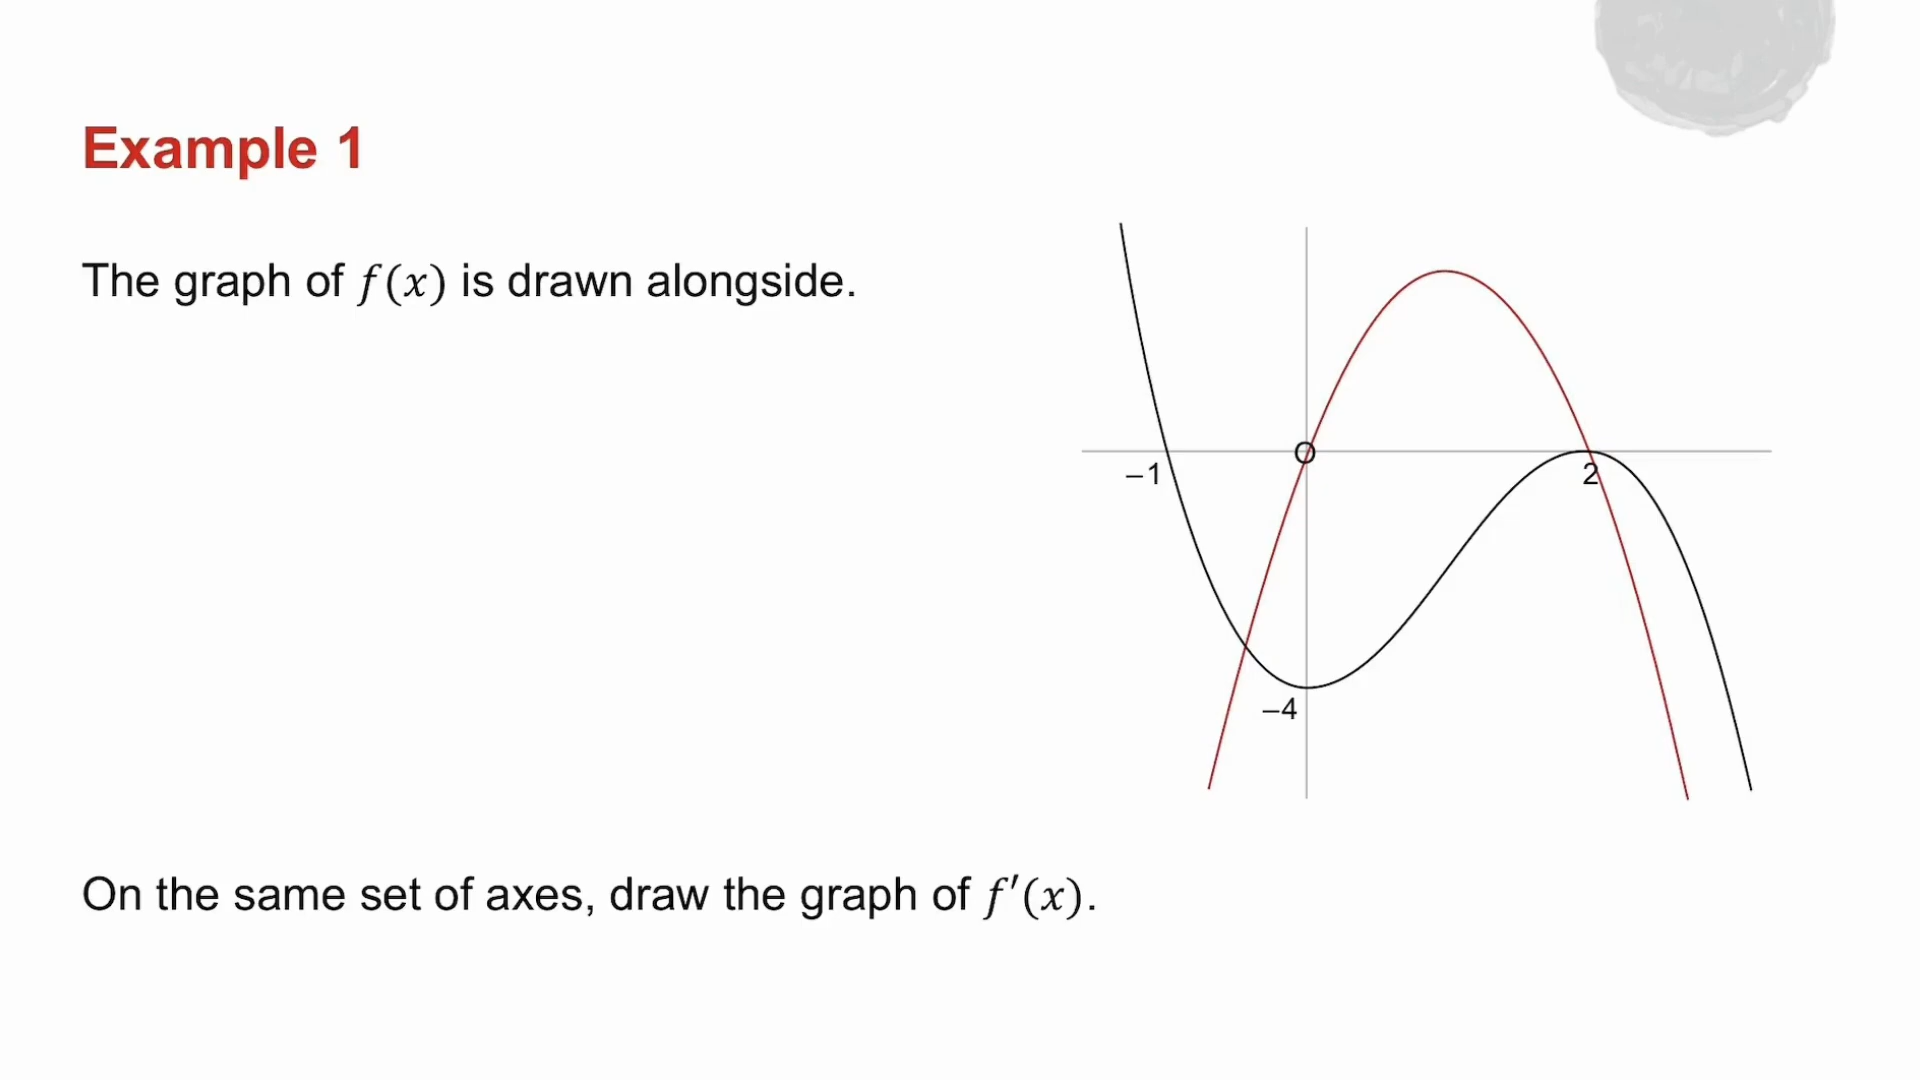 Example 1
The graph of f(x) is drawn alongside.
O
–1
2
–4
On the same set of axes, draw the graph of f′(x).